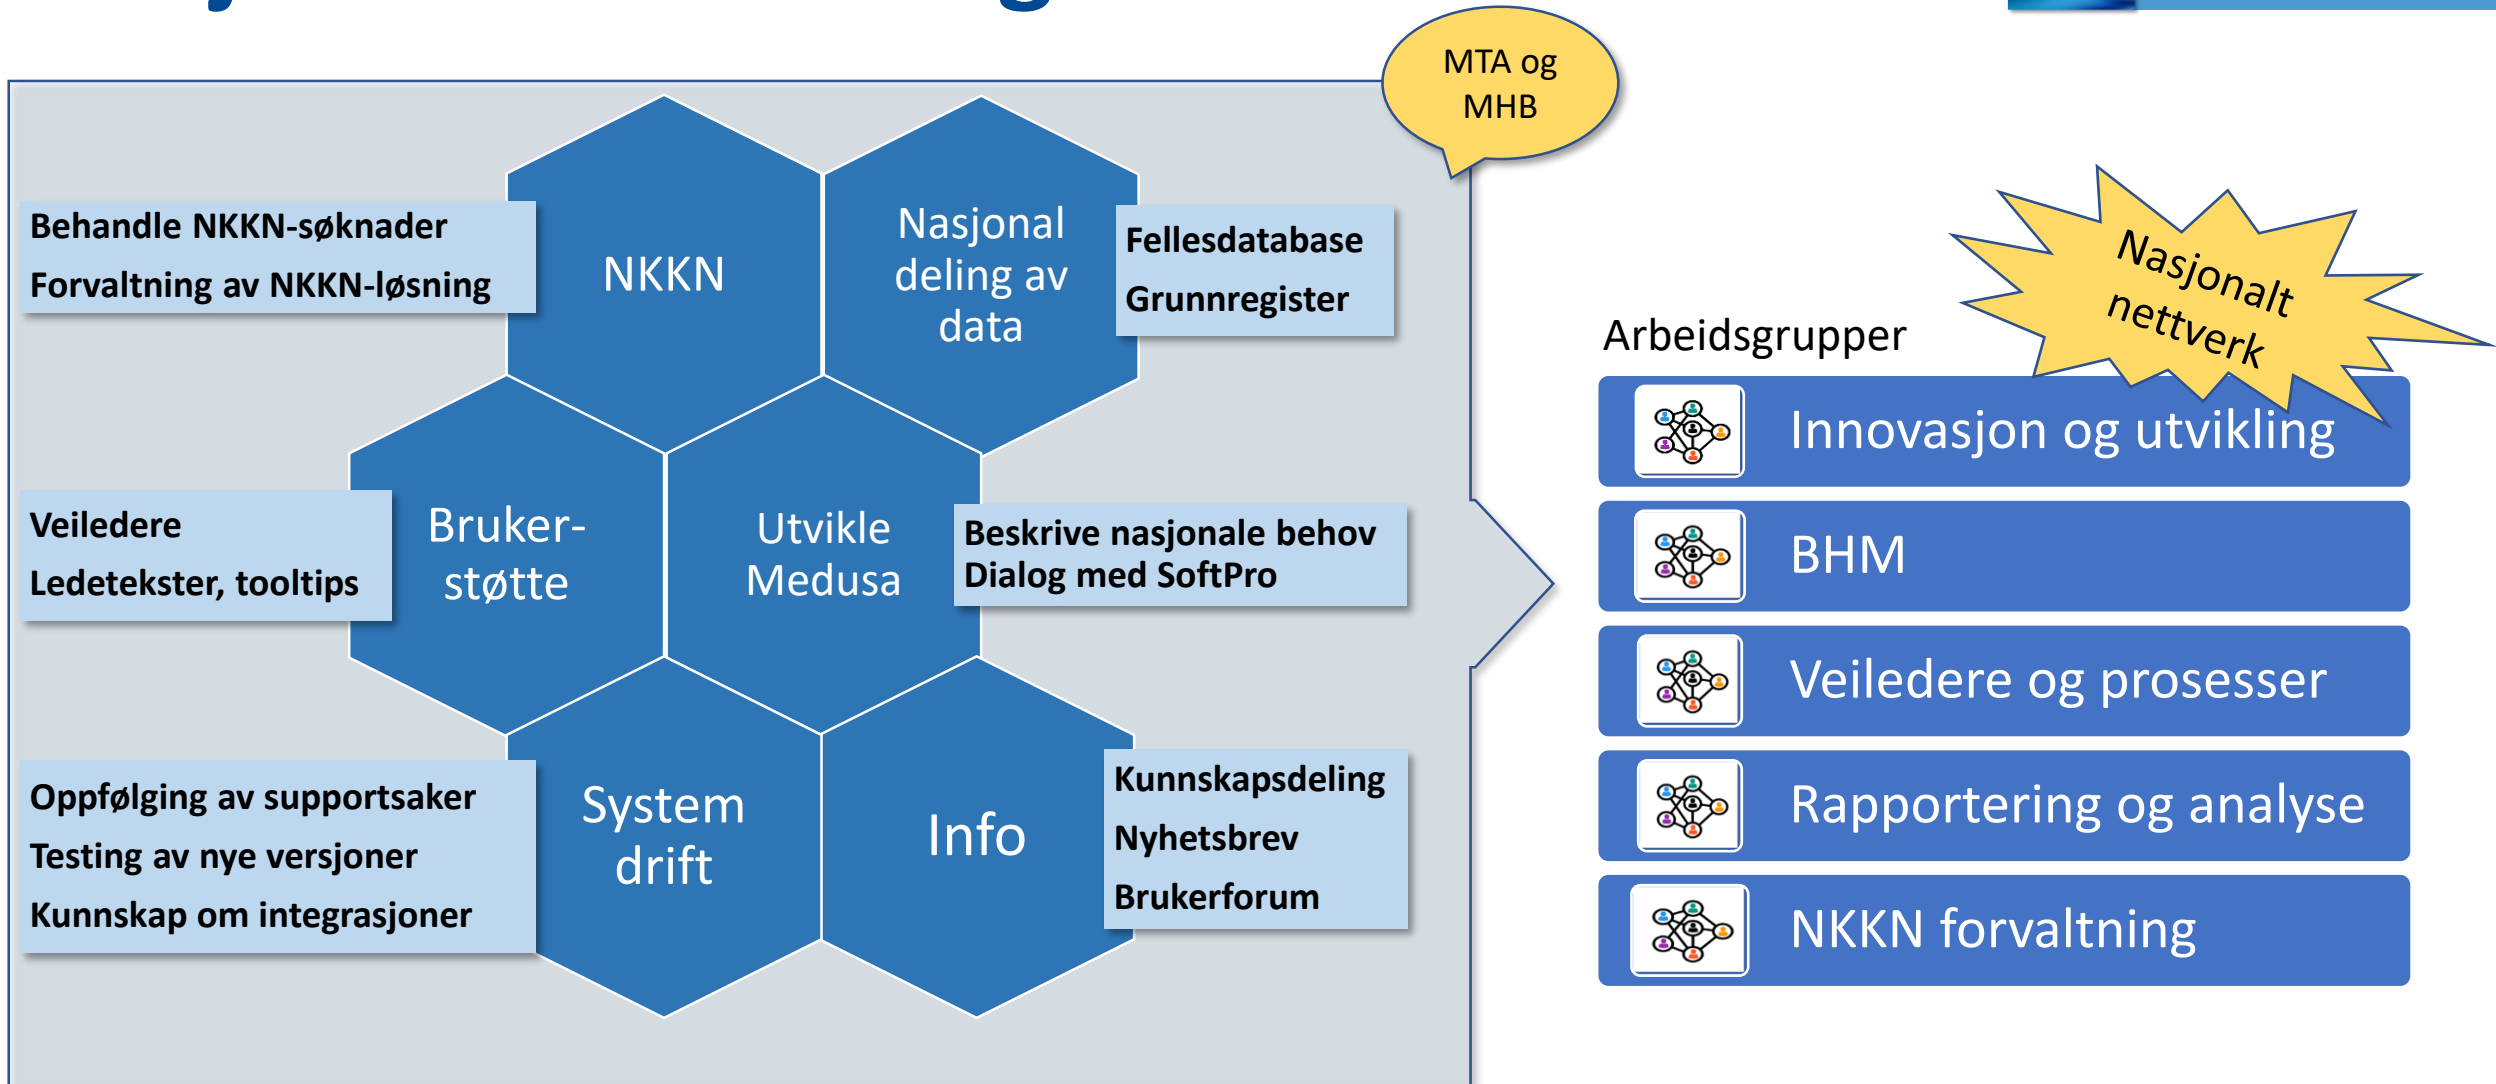 MTA og
MHB
Behandle NKKN-søknader
Forvaltning av NKKN-løsning
NKKN
Nasjonal
deling av
data
Fellesdatabase
Grunnregister
Veiledere
Ledetekster, tooltips
Bruker-
støtte
Utvikle
Medusa
Beskrive nasjonale behov
Dialog med SoftPro
Oppfølging av supportsaker
Testing av nye versjoner
Kunnskap om integrasjoner
System
drift
Info
Kunnskapsdeling
Nyhetsbrev
Brukerforum
Nasjonalt
nettverk
Arbeidsgrupper
Innovasjon og utvikling
BHM
Veiledere og prosesser
Rapportering og analyse
NKKN forvaltning